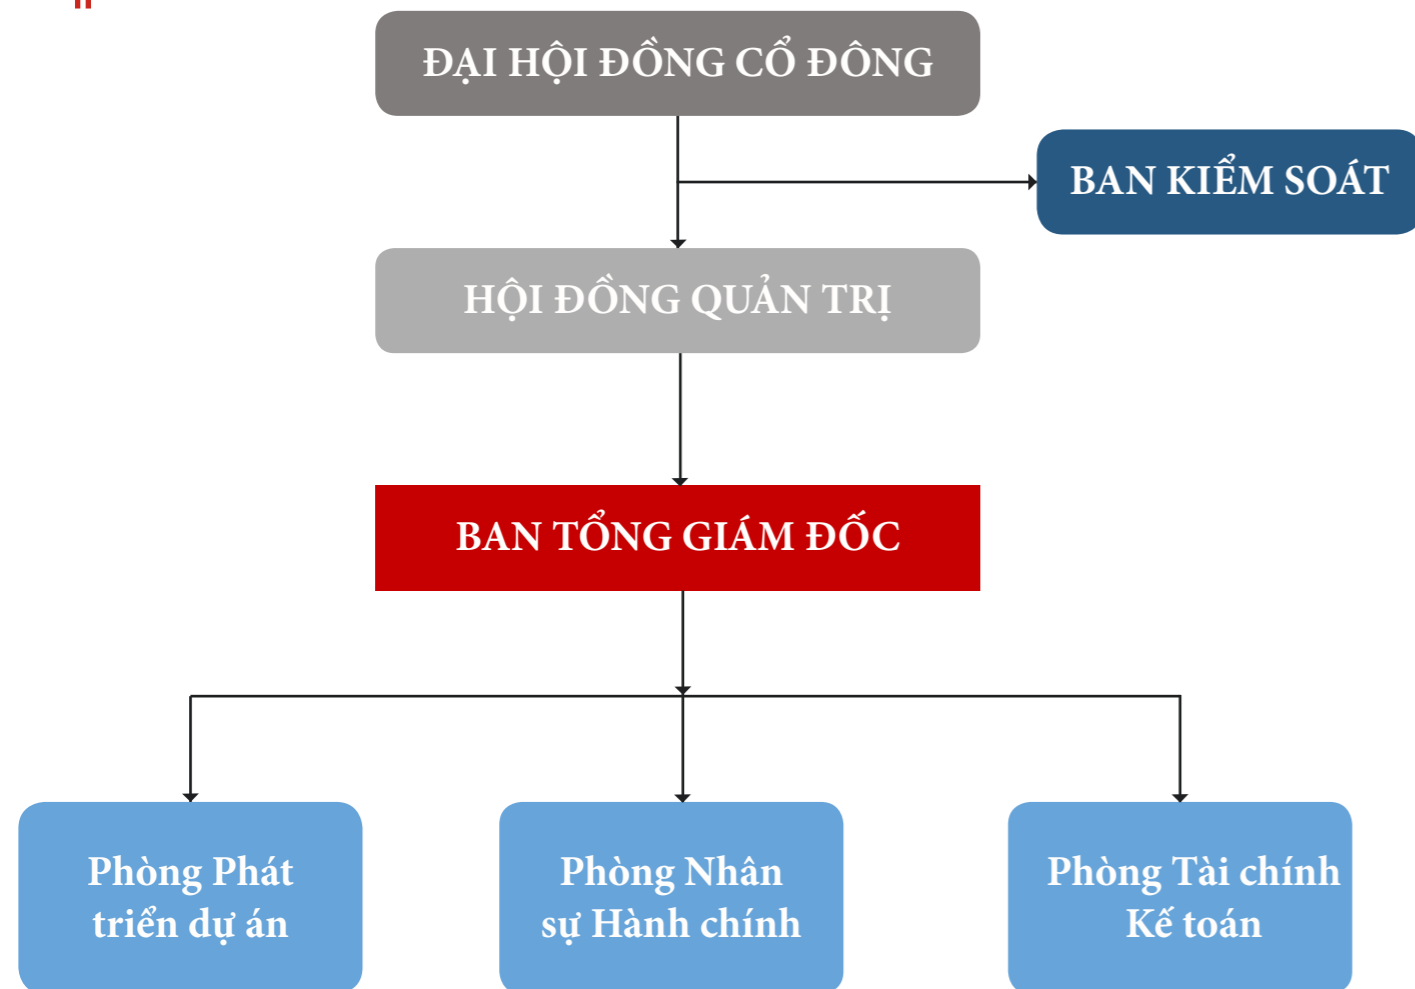 ĐẠI HỘI ĐỒNG CỔ ĐÔNG
BAN KIỂM SOÁT
HỘI ĐỒNG QUẢN TRỊ
BAN TỔNG GIÁM ĐỐC
Phòng Phát
triển dự án
Phòng Nhân
sự Hành chính
Phòng Tài chính
Kế toán